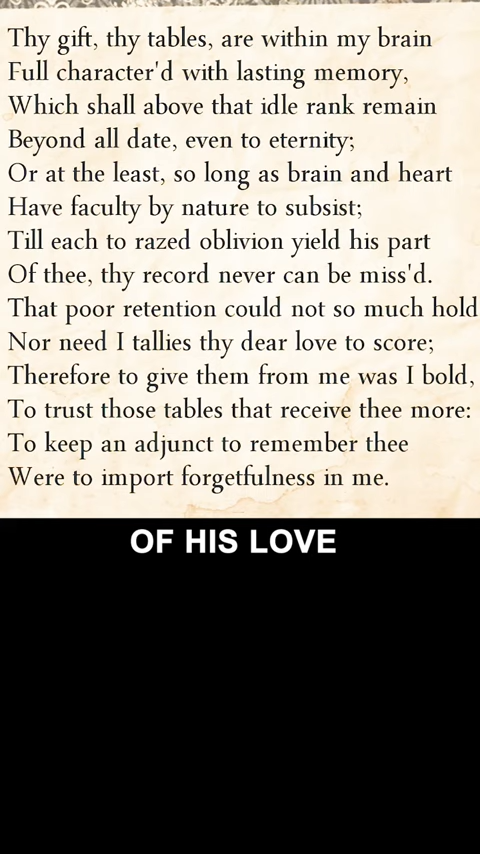 Thy gift, thy tables, are within my brain
Full character'd with lasting memory,
Which shall above that idle rank remain
Beyond all date, even to eternity;
Or at the least, so long as brain and heart
Have faculty by nature to subsist;
Till each to razed oblivion yield his part
Of thee, thy record never can be miss'd.
That poor retention could not so much hold
Nor need I tallies thy dear love to score;
Therefore to give them from me was I bold,
To trust those tables that receive thee more:
To keep an adjunct to remember thee
Were to import forgetfulness in me.
OF HIS LOVE